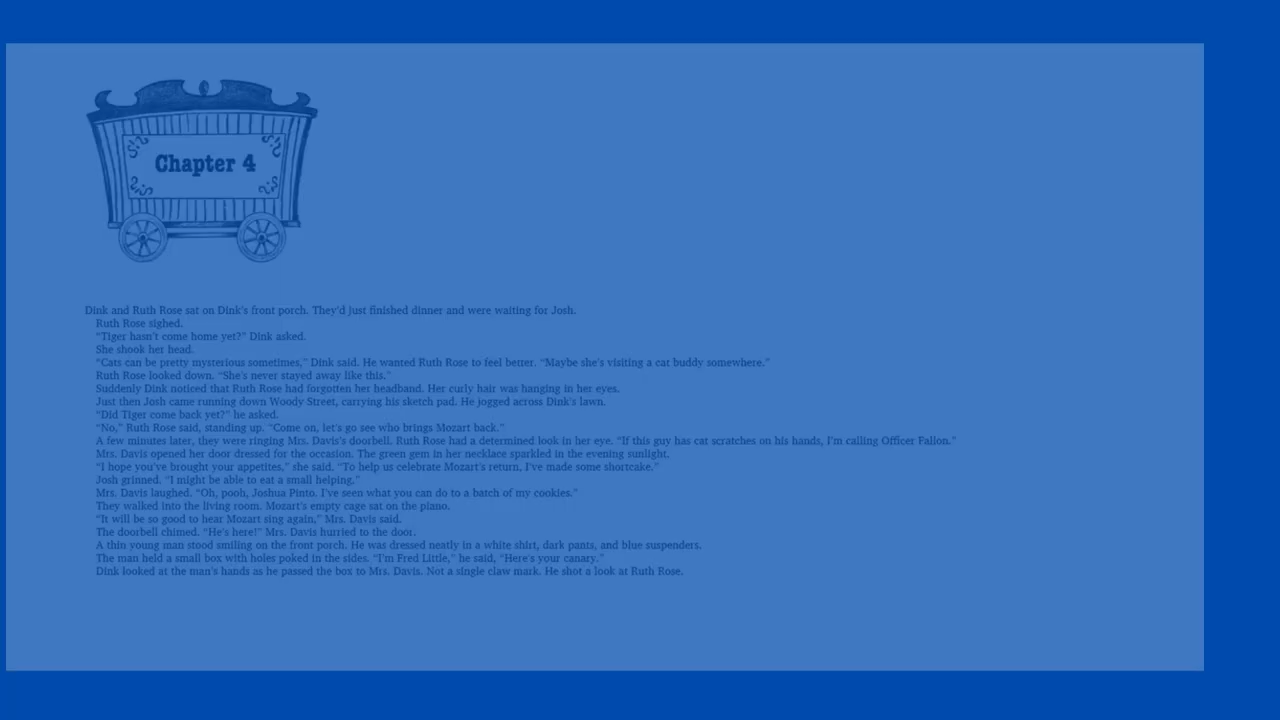 Chapter 4
Dink and Ruth Rose sat on Dink's front porch. They'd just finished dinner and were waiting for Josh.
Ruth Rose sighed.
“Tiger hasn't come home yet?” Dink asked.
She shook her head.
“Cats can be pretty mysterious sometimes,” Dink said. He wanted Ruth Rose to feel better. “Maybe she's visiting a cat buddy somewhere.”
Ruth Rose looked down. “She's never stayed away like this.”
Suddenly Dink noticed that Ruth Rose had forgotten her headband. Her curly hair was hanging in her eyes.
Just then Josh came running down Woody Street, carrying his sketch pad. He jogged across Dink's lawn.
“Did Tiger come back yet?” he asked.
“No,” Ruth Rose said, standing up. “Come on, let's go see who brings Mozart back.”
A few minutes later, they were ringing Mrs. Davis's doorbell. Ruth Rose had a determined look in her eye. “If this guy has cat scratches on his hands, I'm calling Officer Fallon.”
Mrs. Davis opened her door dressed for the occasion. The green gem in her necklace sparkled in the evening sunlight.
“I hope you've brought your appetites,” she said. “To help us celebrate Mozart's return, I've made some shortcake.”
Josh grinned. “I might be able to eat a small helping.”
Mrs. Davis laughed. “Oh, pooh, Joshua Pinto. I've seen what you can do to a batch of my cookies.”
They walked into the living room. Mozart's empty cage sat on the piano.
“It will be so good to hear Mozart sing again,” Mrs. Davis said.
The doorbell chimed. “He's here!” Mrs. Davis hurried to the door.
A thin young man stood smiling on the front porch. He was dressed neatly in a white shirt, dark pants, and blue suspenders.
The man held a small box with holes poked in the sides. “I'm Fred Little,” he said, “Here's your canary.”
Dink looked at the man's hands as he passed the box to Mrs. Davis. Not a single claw mark. He shot a look at Ruth Rose.